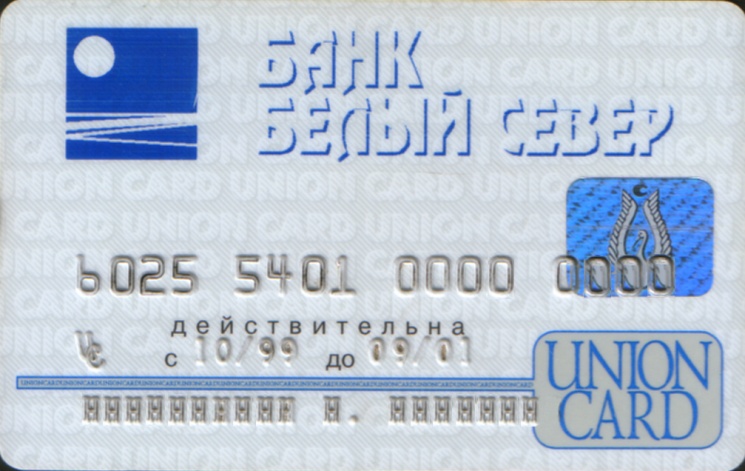 БАНК
БЕЛЫЙ СЕВЕР
6025 5401 0000 0000
действительна
с 10/99 до 09/01
UNION
CARD